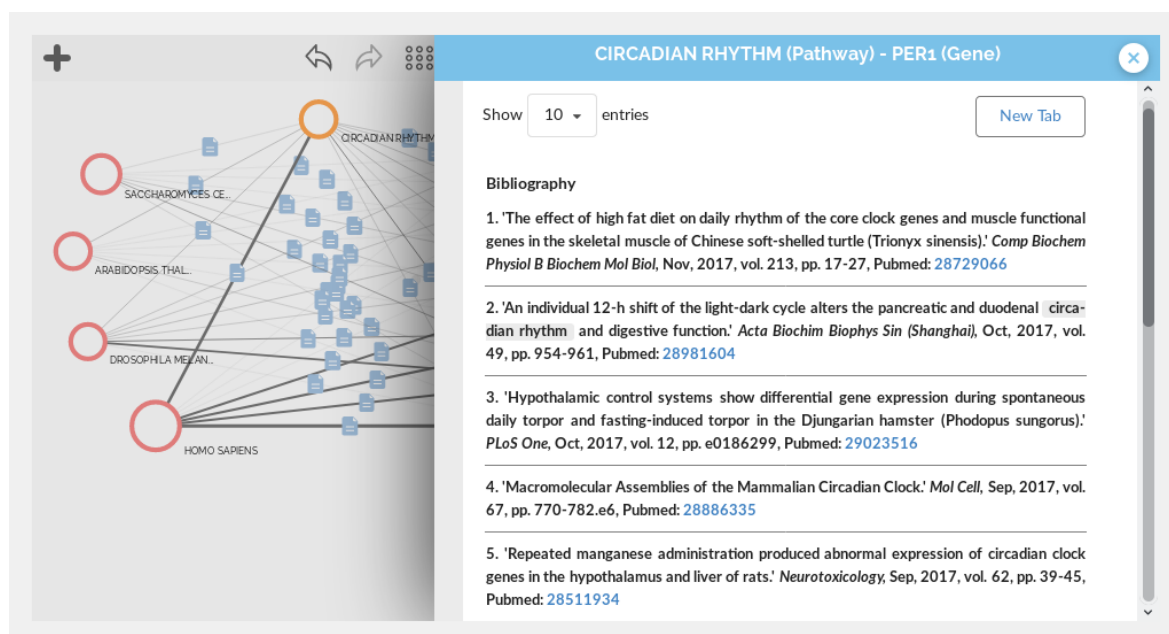 CIRCADIAN RHYTHM (Pathway) - PER1 (Gene)
Show 10 entries
New Tab
CIRCADIAN RHYTHM
SACCHAROMYCES CE...
ARABIDOPSIS THAL...
DROSOPHILA MELAN...
HOMO SAPIENS
Bibliography
1. 'The effect of high fat diet on daily rhythm of the core clock genes and muscle functional
genes in the skeletal muscle of Chinese soft-shelled turtle (Trionyx sinensis).' Comp Biochem
Physiol B Biochem Mol Biol, Nov, 2017, vol. 213, pp. 17-27, Pubmed: 28729066
2. 'An individual 12-h shift of the light-dark cycle alters the pancreatic and duodenal circa-
dian rhythm and digestive function.' Acta Biochim Biophys Sin (Shanghai), Oct, 2017, vol.
49, pp. 954-961, Pubmed: 28981604
3. 'Hypothalamic control systems show differential gene expression during spontaneous
daily torpor and fasting-induced torpor in the Djungarian hamster (Phodopus sungorus).'
PLoS One, Oct, 2017, vol. 12, pp. e0186299, Pubmed: 29023516
4. 'Macromolecular Assemblies of the Mammalian Circadian Clock.' Mol Cell, Sep, 2017, vol.
67, pp. 770-782.e6, Pubmed: 28886335
5. 'Repeated manganese administration produced abnormal expression of circadian clock
genes in the hypothalamus and liver of rats.' Neurotoxicology, Sep, 2017, vol. 62, pp. 39-45,
Pubmed: 28511934